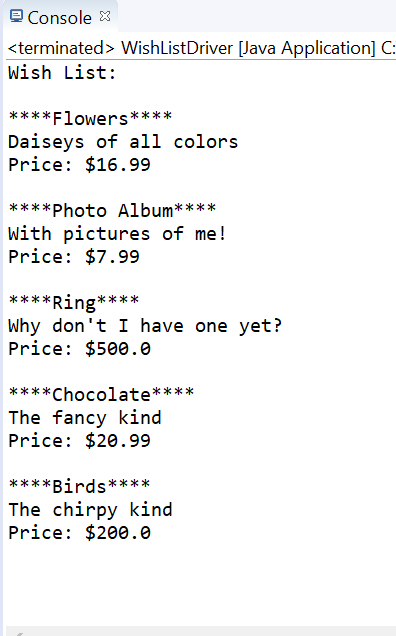 Console
<terminated> WishListDriver [Java Application] C:
Wish List:
****Flowers****
Daiseys of all colors
Price: $16.99
****Photo Album****
With pictures of me!
Price: $7.99
****Ring****
Why don't I have one yet?
Price: $500.0
****Chocolate****
The fancy kind
Price: $20.99
****Birds****
The chirpy kind
Price: $200.0